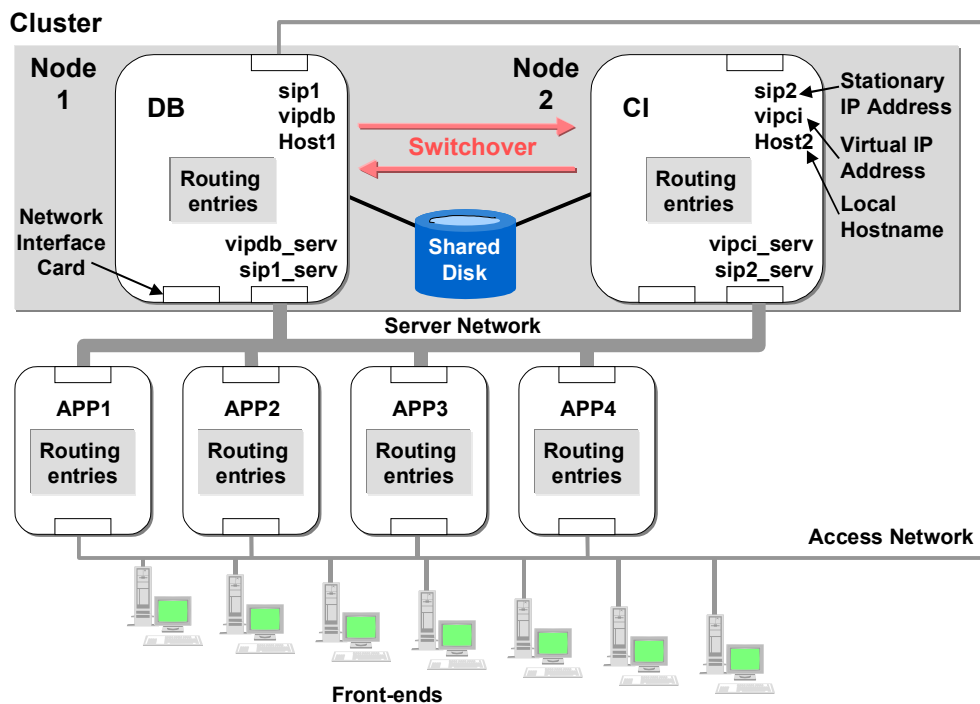 Cluster
Node
1
DB
sip1
vipdb
Host1
Routing
entries
vipdb_serv
sip1_serv
Network
Interface
Card
Switchover
Shared
Disk
Node
2
CI
sip2
vipci
Host2
Routing
entries
vipci_serv
sip2_serv
Stationary
IP Address
Virtual IP
Address
Local
Hostname
Server Network
APP1
Routing
entries
APP2
Routing
entries
APP3
Routing
entries
APP4
Routing
entries
Access Network
Front-ends